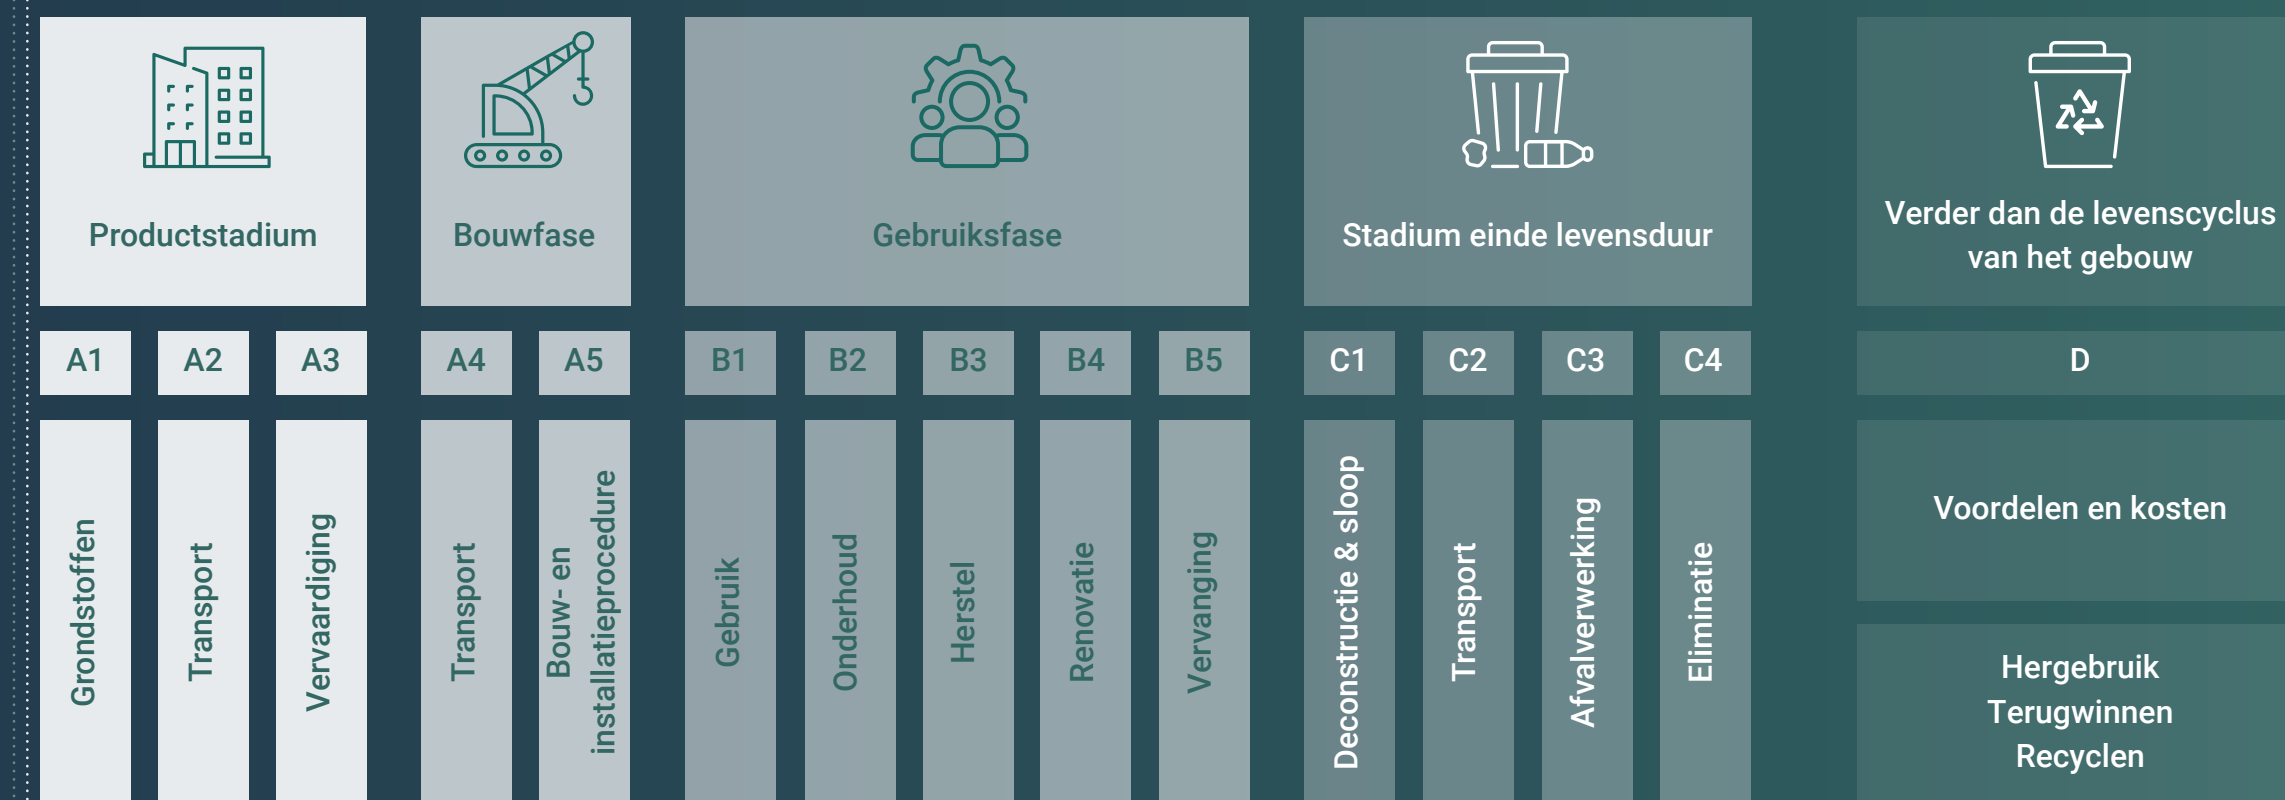 Productstadium
Bouwfase
Gebruiksfase
Stadium einde levensduur
Verder dan de levenscyclus
van het gebouw
A1
A2
A3
A4
A5
B1
B2
B3
B4
B5
C1
C2
C3
C4
D
Grondstoffen
Transport
Vervaardiging
Transport
Bouw- en
installatieprocedure
Gebruik
Onderhoud
Herstel
Renovatie
Vervanging
Deconstructie & sloop
Transport
Afvalverwerking
Eliminatie
Voordelen en kosten
Hergebruik
Terugwinnen
Recyclen